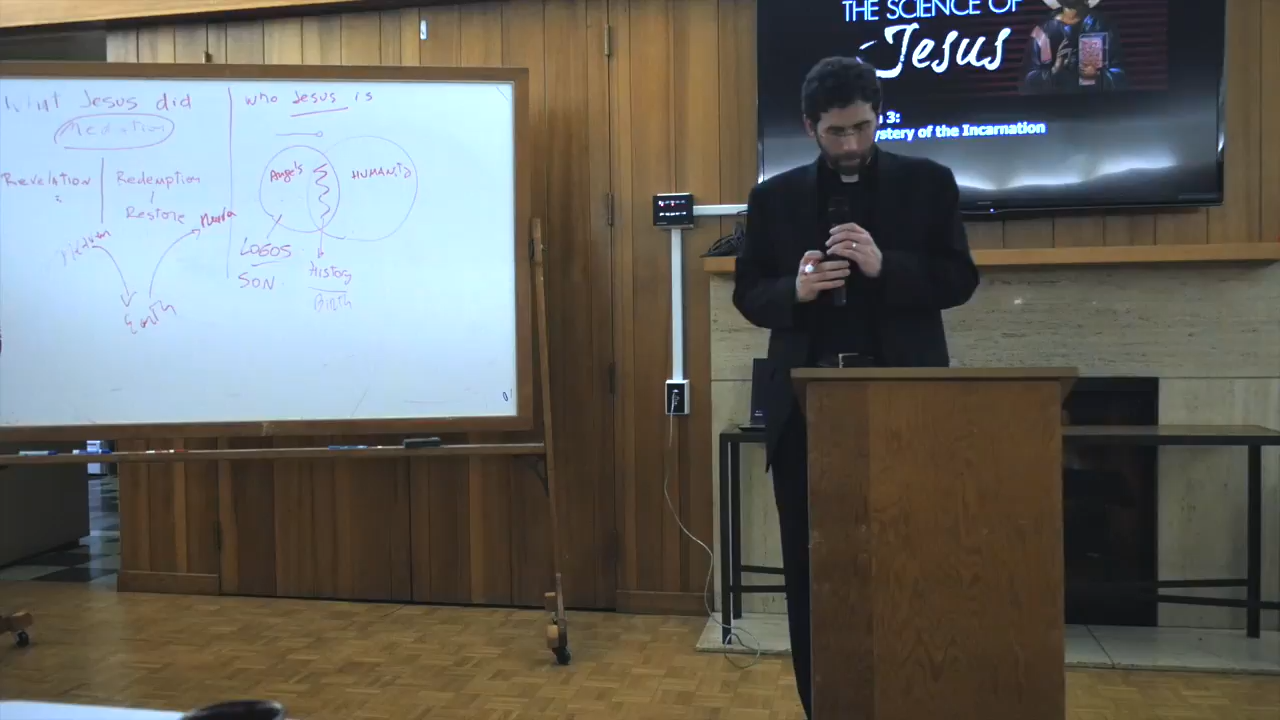 What Jesus did
Mediation
Revelation
Redemption
Restore
Earth
who Jesus is
Angels
HUMANITY
LOGOS
SON
History
Birth
THE SCIENCE OF
Jesus
3:
ystery of the Incarnation